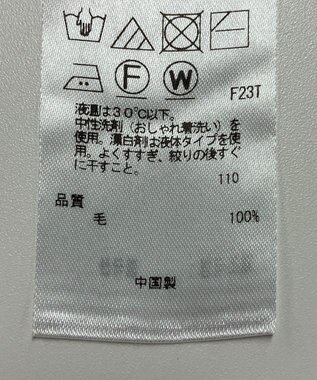 F
W
F23T
液温は30℃以下。
中性洗剤（おしゃれ着洗い）を
使用。漂白剤は液体タイプを使
用。よくすすぎ、絞りの後すぐ
に干すこと。
110
品質
毛 100%
中国製